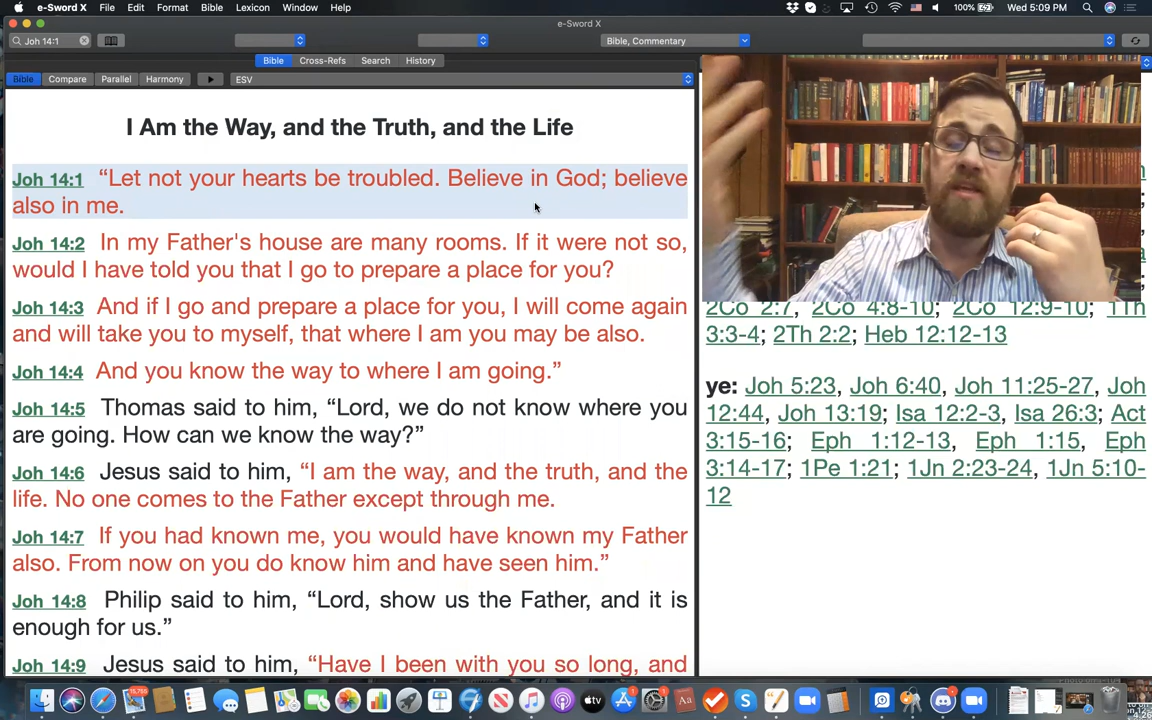 e-Sword X File Edit Format Bible Lexicon Window Help 100% Wed 5:09 PM
e-Sword X
Joh 14:1
Bible, Commentary
Bible Cross-Refs Search History
Bible Compare Parallel Harmony ESV
I Am the Way, and the Truth, and the Life
Joh 14:1 “Let not your hearts be troubled. Believe in God; believe
also in me.
Joh 14:2 In my Father's house are many rooms. If it were not so,
would I have told you that I go to prepare a place for you?
Joh 14:3 And if I go and prepare a place for you, I will come again
and will take you to myself, that where I am you may be also.
Joh 14:4 And you know the way to where I am going.”
Joh 14:5 Thomas said to him, “Lord, we do not know where you
are going. How can we know the way?”
Joh 14:6 Jesus said to him, “I am the way, and the truth, and the
life. No one comes to the Father except through me.
Joh 14:7 If you had known me, you would have known my Father
also. From now on you do know him and have seen him.”
Joh 14:8 Philip said to him, “Lord, show us the Father, and it is
enough for us.”
Joh 14:9 Jesus said to him, “Have I been with you so long, and
2Co 2:7, 2Co 4:8-10; 2Co 12:9-10; 1Th
3:3-4; 2Th 2:2; Heb 12:12-13
ye: Joh 5:23, Joh 6:40, Joh 11:25-27, Joh
12:44, Joh 13:19; Isa 12:2-3, Isa 26:3; Act
3:15-16; Eph 1:12-13, Eph 1:15, Eph
3:14-17; 1Pe 1:21; 1Jn 2:23-24, 1Jn 5:10-
12